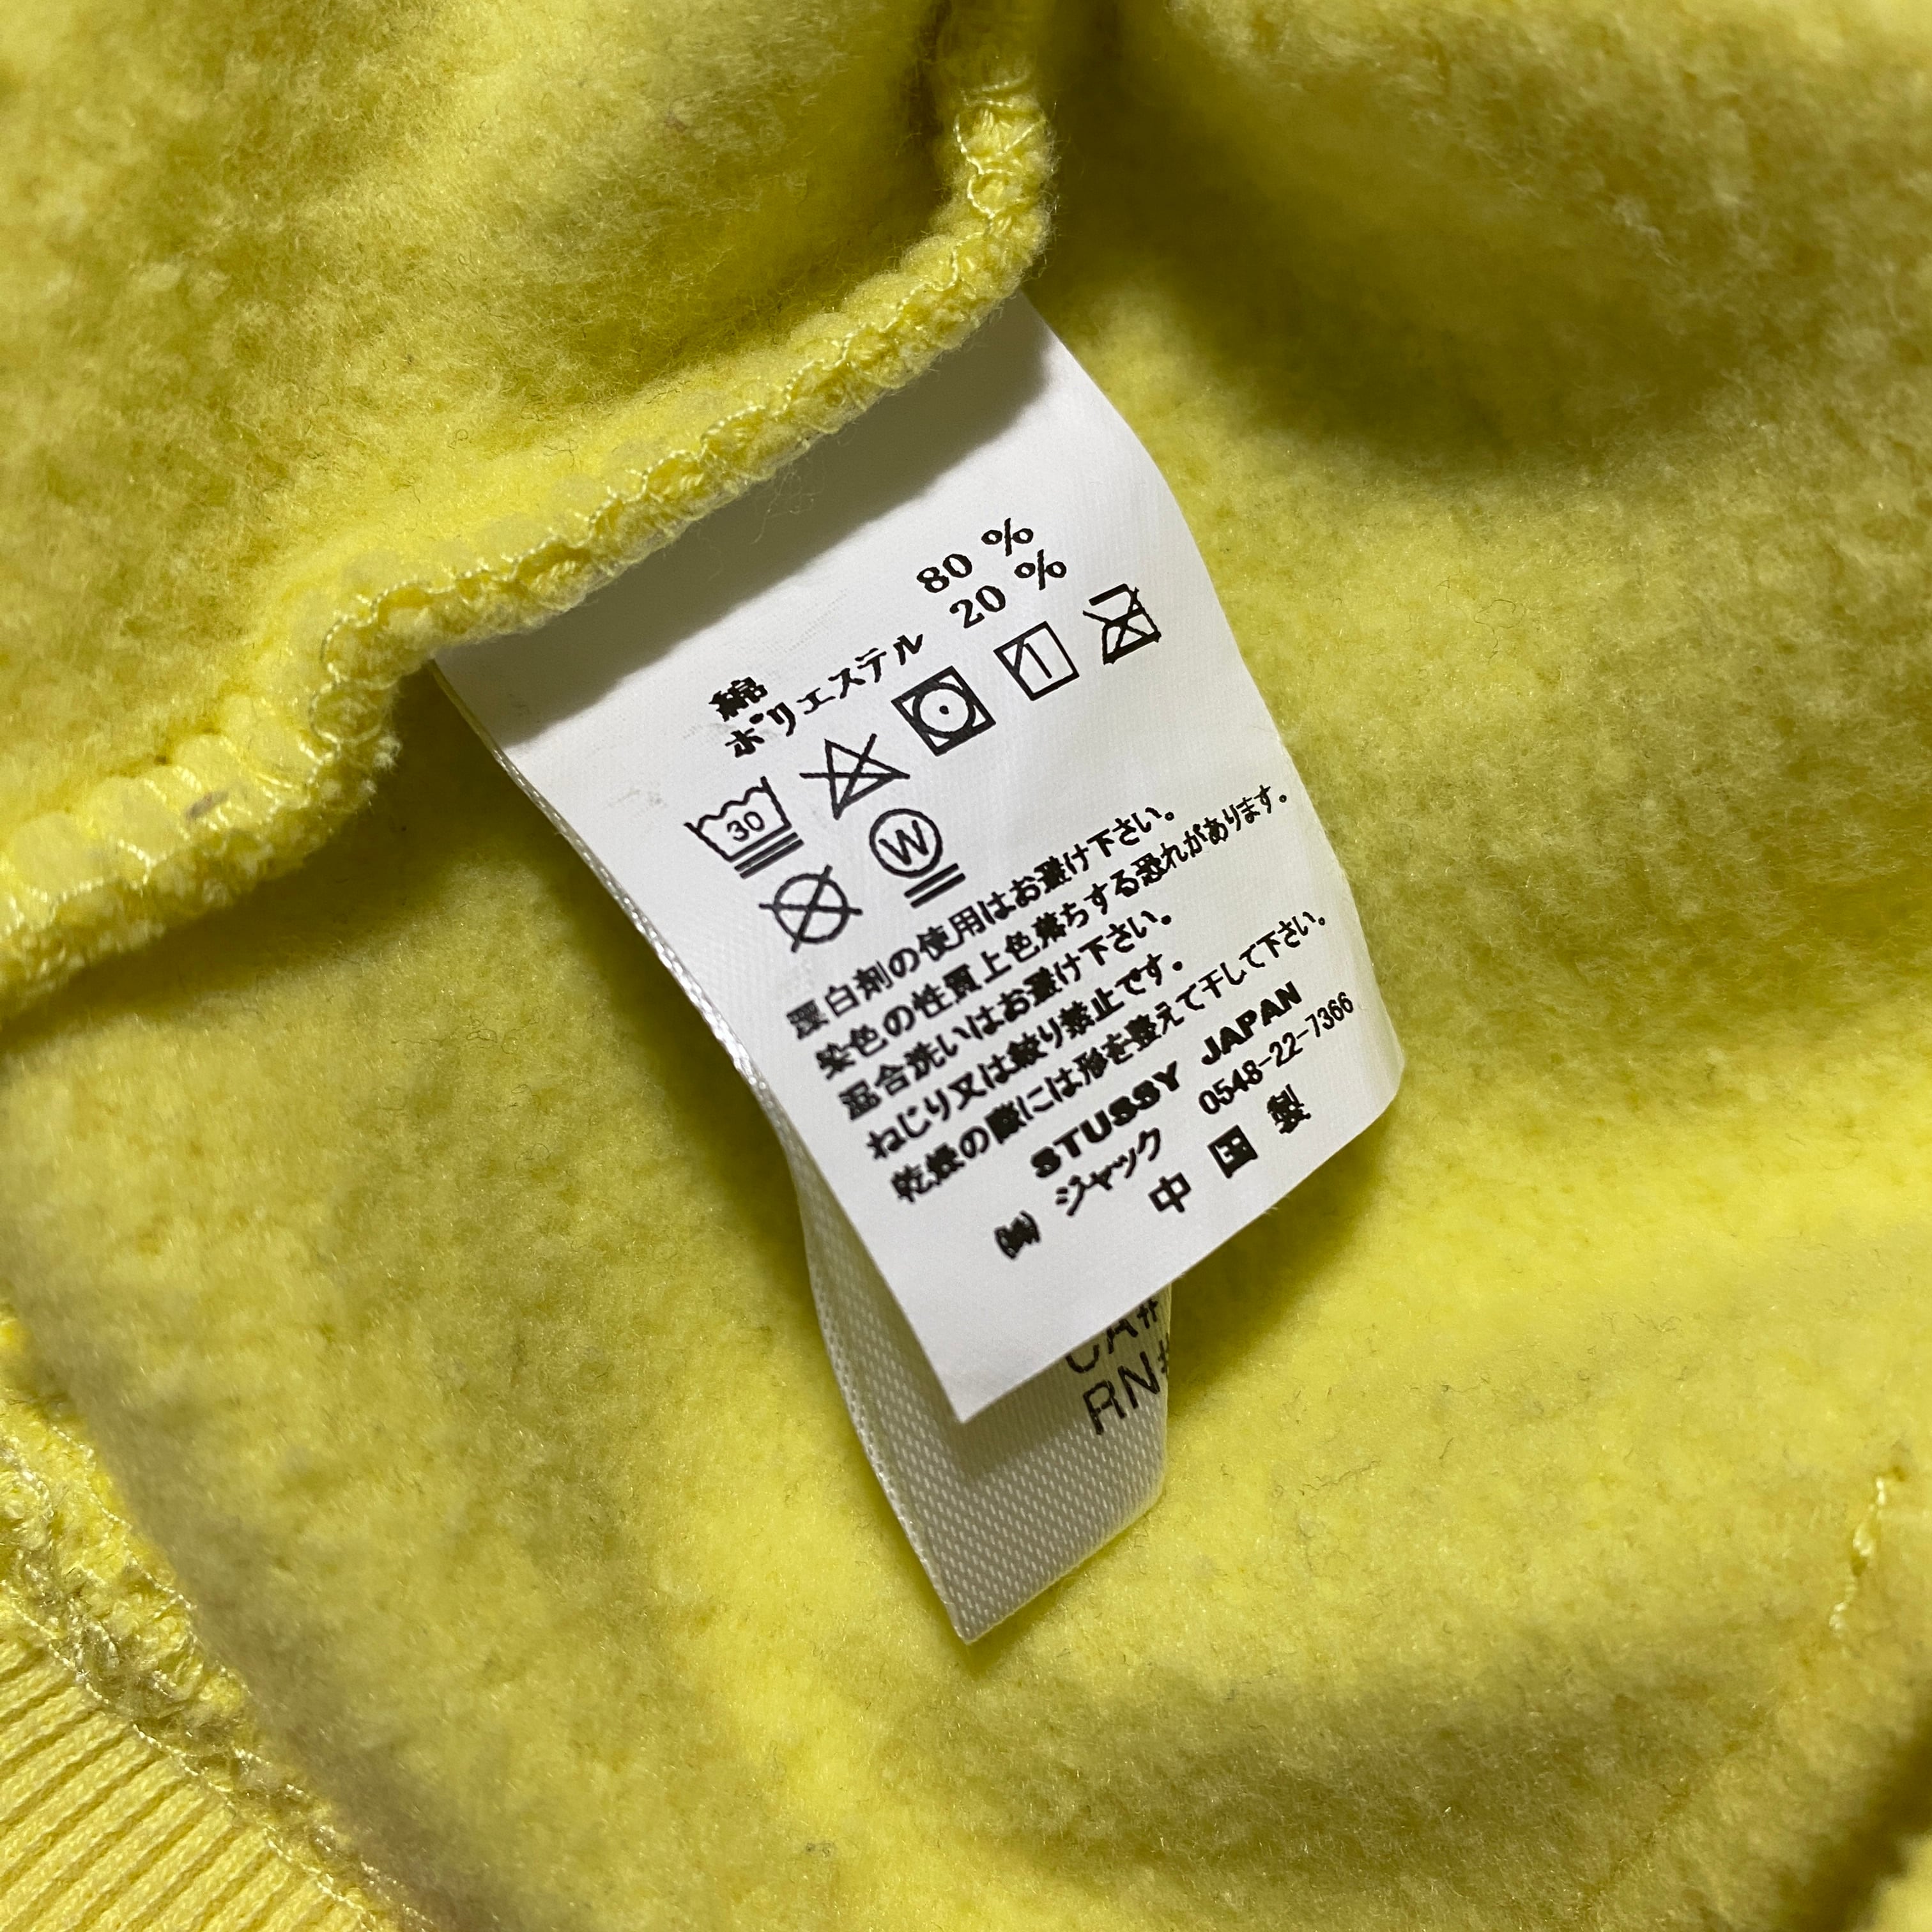 綿 80 %
ポリエステル 20 %
30
W
漂白剤の使用はお避け下さい。
染色の性質上色落ちする恐れがあります。
混合洗いはお避け下さい。
ねじり又は絞り禁止です。
乾燥の際には形を整えて干して下さい。
STUSSY JAPAN
㈱ ジャック 0548-22-7366
中国製
CA#
RN#